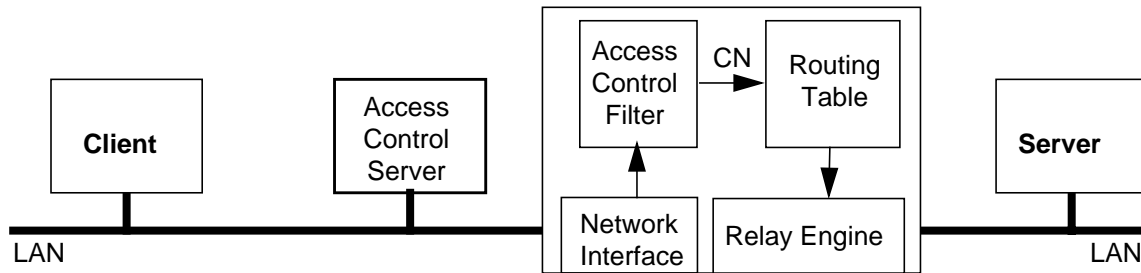 Client
Access
Control
Server
Access
Control
Filter
CN
Routing
Table
Network
Interface
Relay Engine
Server
LAN
LAN